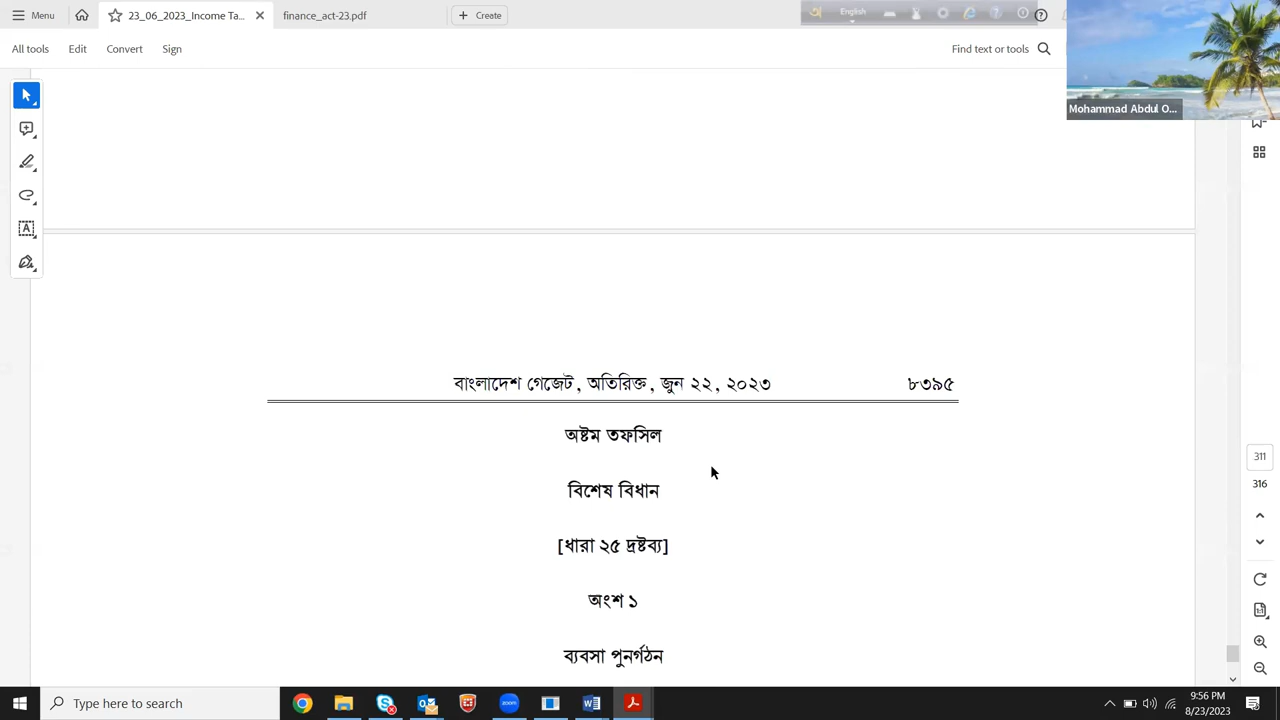 Menu
23_06_2023_Income Ta...
finance_act-23.pdf
Create
English
All tools
Edit
Convert
Sign
Find text or tools
Mohammad Abdul O...
বাংলাদেশ গেজেট, অতিরিক্ত, জুন ২২, ২০২৩
৮৩৯৫
অষ্টম তফসিল
বিশেষ বিধান
[ধারা ২৫ দ্রষ্টব্য]
অংশ ১
ব্যবসা পুনর্গঠন
311
316
Type here to search
zoom
9:56 PM
8/23/2023